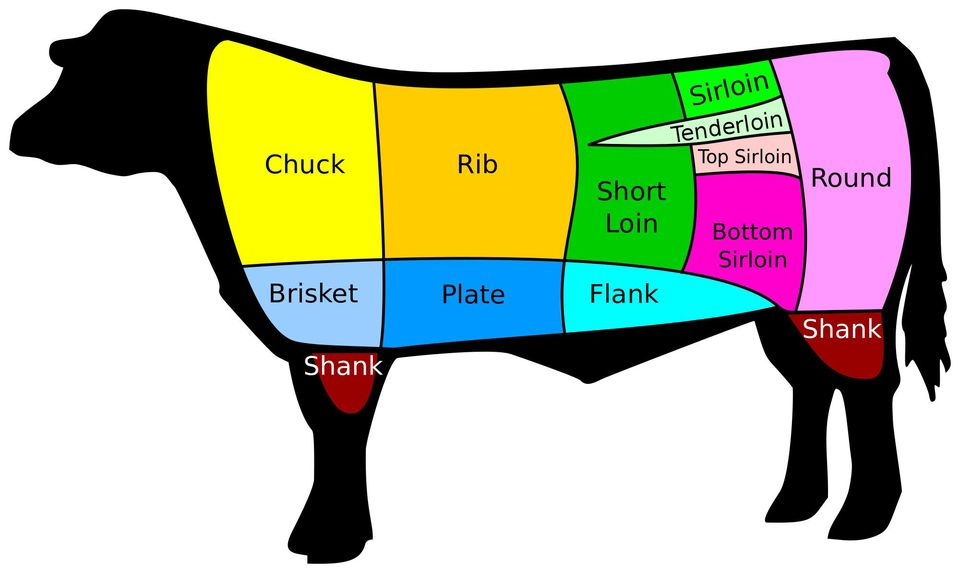 Sirloin
Tenderloin
Chuck
Rib
Top Sirloin
Round
Short
Loin
Bottom
Sirloin
Brisket
Plate
Flank
Shank
Shank